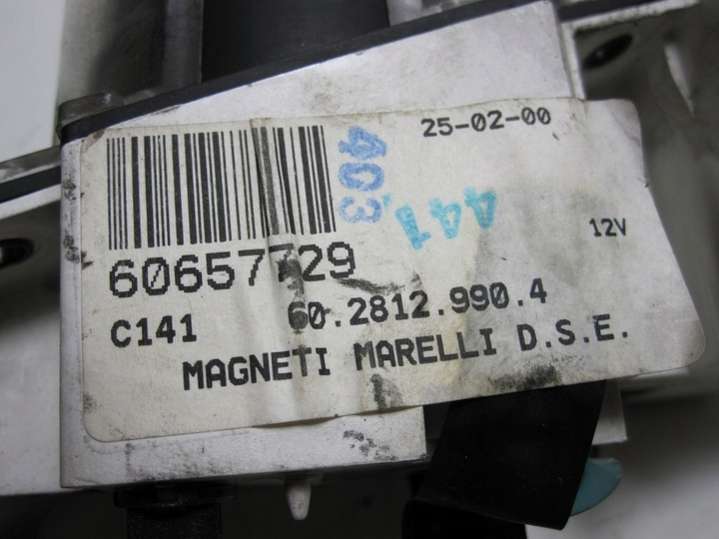 25-02-00
403
441
12V
60657729
C141 60.2812.990.4
MAGNETI MARELLI D.S.E.